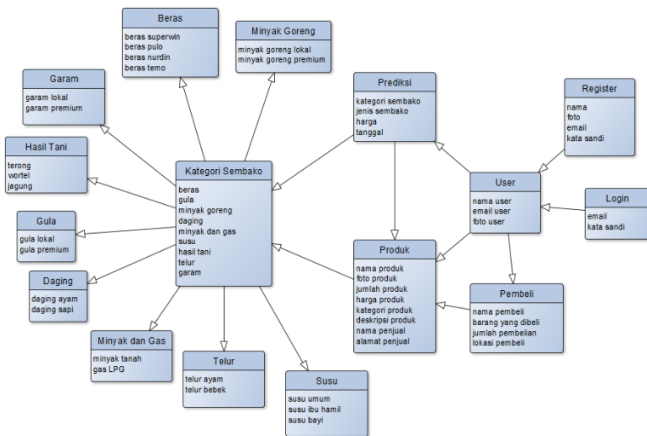 Beras
beras superwin
beras pulo
beras nurdin
beras temo
Minyak Goreng
minyak goreng lokal
minyak goreng premium
Garam
garam lokal
garam premium
Prediksi
kategori sembako
jenis sembako
harga
tanggal
Register
nama
foto
email
kata sandi
Hasil Tani
terong
wortel
jagung
Kategori Sembako
beras
gula
minyak goreng
daging
minyak dan gas
susu
hasil tani
telur
garam
User
nama user
email user
foto user
Login
email
kata sandi
Gula
gula lokal
gula premium
Produk
nama produk
foto produk
jumlah produk
harga produk
kategori produk
deskripsi produk
nama penjual
alamat penjual
Daging
daging ayam
daging sapi
Pembeli
nama pembeli
barang yang dibeli
jumlah pembelian
lokasi pembeli
Minyak dan Gas
minyak tanah
gas LPG
Telur
telur ayam
telur bebek
Susu
susu umum
susu ibu hamil
susu bayi